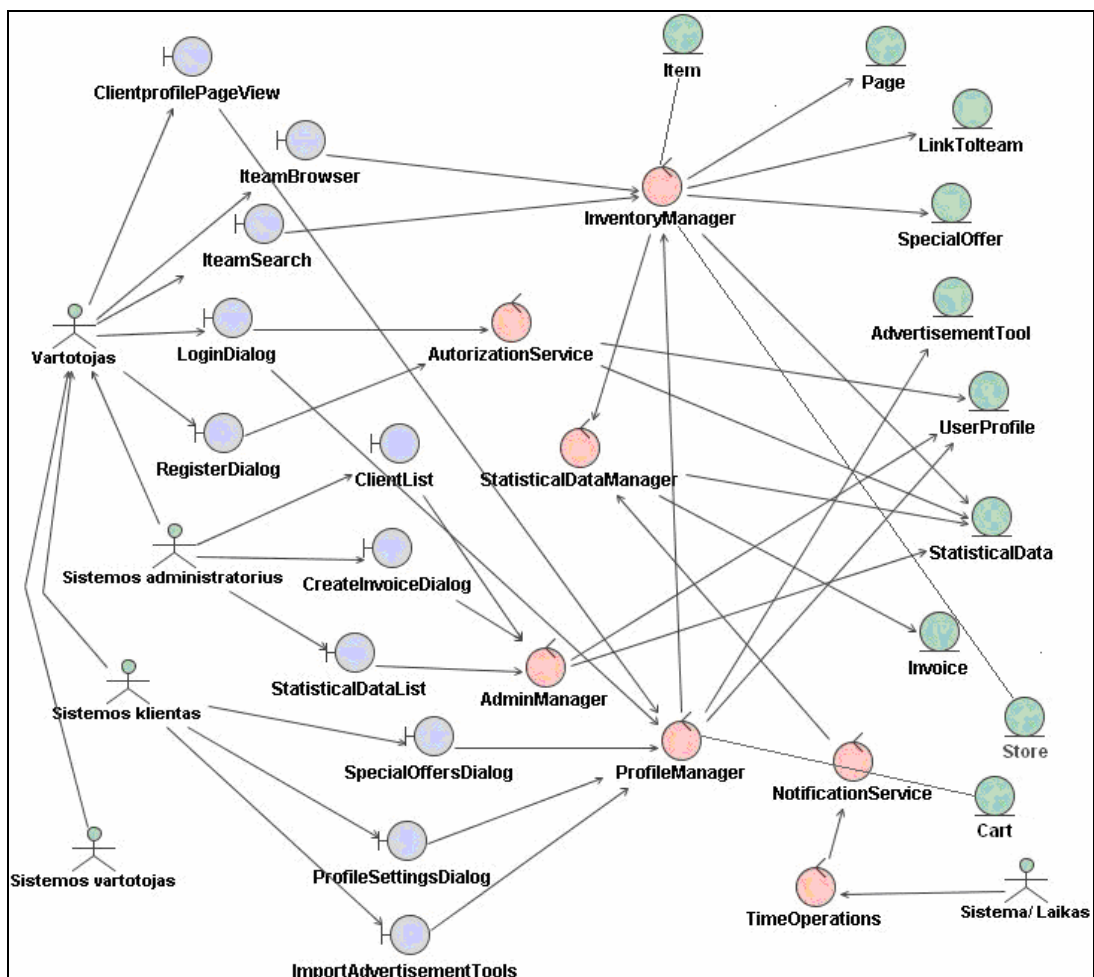 Item
Page
ClientprofilePageView
LinkToIteam
IteamBrowser
InventoryManager
SpecialOffer
IteamSearch
AdvertisementTool
Vartotojas
LoginDialog
AutorizationService
UserProfile
RegisterDialog
ClientList
StatisticalDataManager
StatisticalData
Sistemos administratorius
CreateInvoiceDialog
Invoice
StatisticalDataList
AdminManager
Sistemos klientas
Store
SpecialOffersDialog
ProfileManager
NotificationService
Cart
Sistemos vartotojas
ProfileSettingsDialog
TimeOperations
Sistema/ Laikas
ImportAdvertisementTools